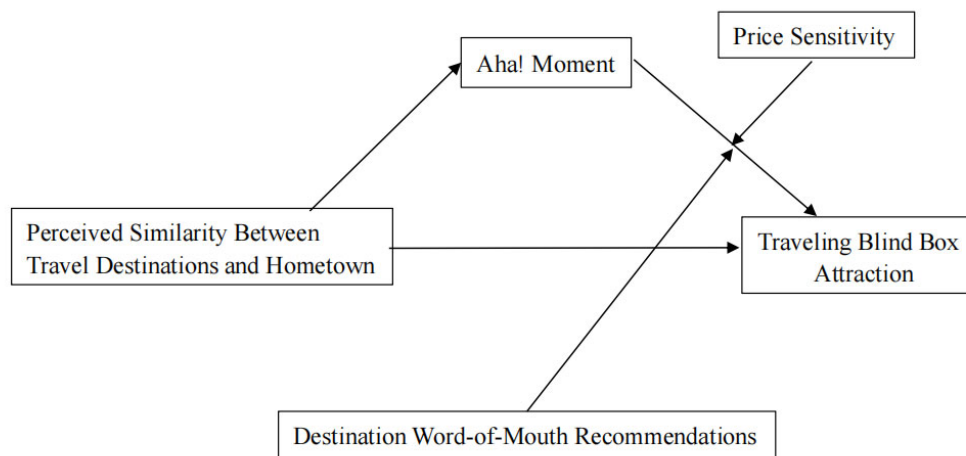 Price Sensitivity
Aha! Moment
Perceived Similarity Between
Travel Destinations and Hometown
Traveling Blind Box
Attraction
Destination Word-of-Mouth Recommendations